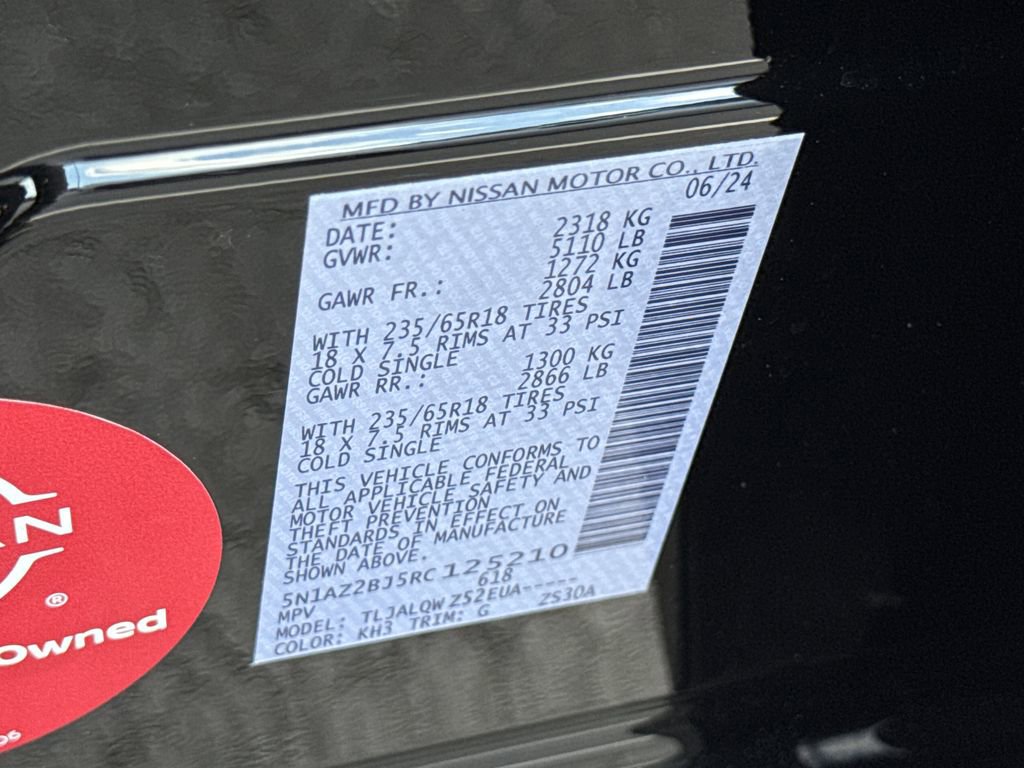 MFD BY NISSAN MOTOR CO., LTD.
DATE: 06/24
GVWR: 2318 KG
5110 LB
GAWR FR.: 1272 KG
2804 LB
WITH 235/65R18 TIRES
18 X 7.5 RIMS AT 33 PSI
COLD SINGLE
GAWR RR.: 1300 KG
2866 LB
WITH 235/65R18 TIRES
18 X 7.5 RIMS AT 33 PSI
COLD SINGLE
THIS VEHICLE CONFORMS TO
ALL APPLICABLE FEDERAL
MOTOR VEHICLE SAFETY AND
THEFT PREVENTION
STANDARDS IN EFFECT ON
THE DATE OF MANUFACTURE
SHOWN ABOVE.
5N1AZ2BJ5RC125210
MPV 618
MODEL: TLJALQWZS2EUA-----
COLOR: KH3 TRIM: G ZS30A
AN
®
owned
06